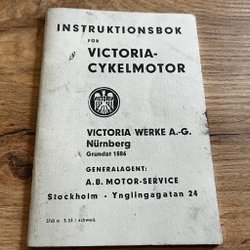 INSTRUKTIONSBOK
FÖR
VICTORIA-
CYKELMOTOR
VICTORIA WERKE A.-G.
Nürnberg
Grundat 1886
GENERALAGENT:
A.B. MOTOR-SERVICE
Stockholm - Ynglingagatan 24